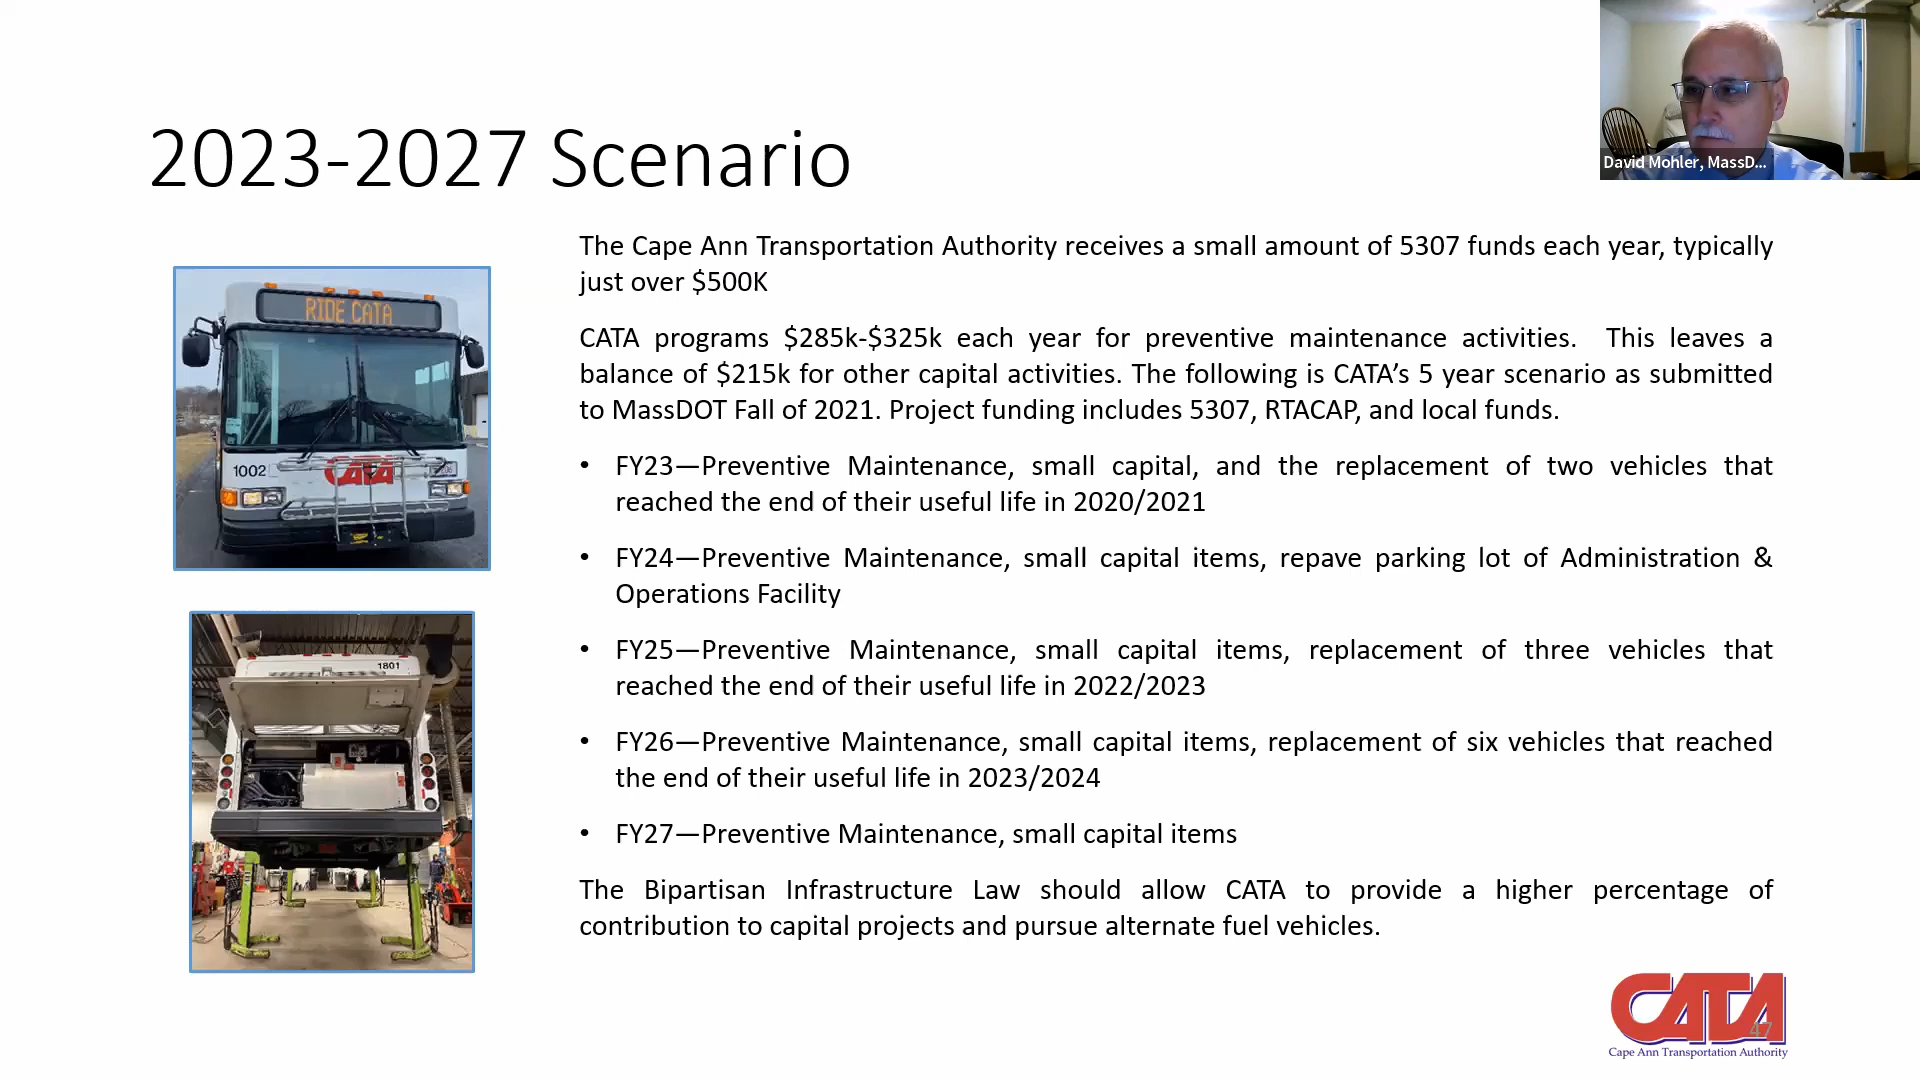 David Mohler, MassD...
2023-2027 Scenario
The Cape Ann Transportation Authority receives a small amount of 5307 funds each year, typically
just over $500K
CATA programs $285k-$325k each year for preventive maintenance activities. This leaves a
balance of $215k for other capital activities. The following is CATA’s 5 year scenario as submitted
to MassDOT Fall of 2021. Project funding includes 5307, RTACAP, and local funds.
• FY23—Preventive Maintenance, small capital, and the replacement of two vehicles that
reached the end of their useful life in 2020/2021
• FY24—Preventive Maintenance, small capital items, repave parking lot of Administration &
Operations Facility
• FY25—Preventive Maintenance, small capital items, replacement of three vehicles that
reached the end of their useful life in 2022/2023
• FY26—Preventive Maintenance, small capital items, replacement of six vehicles that reached
the end of their useful life in 2023/2024
• FY27—Preventive Maintenance, small capital items
The Bipartisan Infrastructure Law should allow CATA to provide a higher percentage of
contribution to capital projects and pursue alternate fuel vehicles.
RIDE CATA
1002
CATA
1801
CATA
47
Cape Ann Transportation Authority